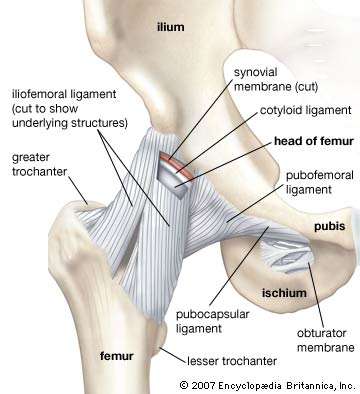 ilium
synovial
membrane (cut)
iliofemoral ligament
(cut to show
underlying structures)
cotyloid ligament
head of femur
greater
trochanter
pubofemoral
ligament
pubis
ischium
pubocapsular
ligament
obturator
membrane
femur
lesser trochanter
© 2007 Encyclopædia Britannica, Inc.